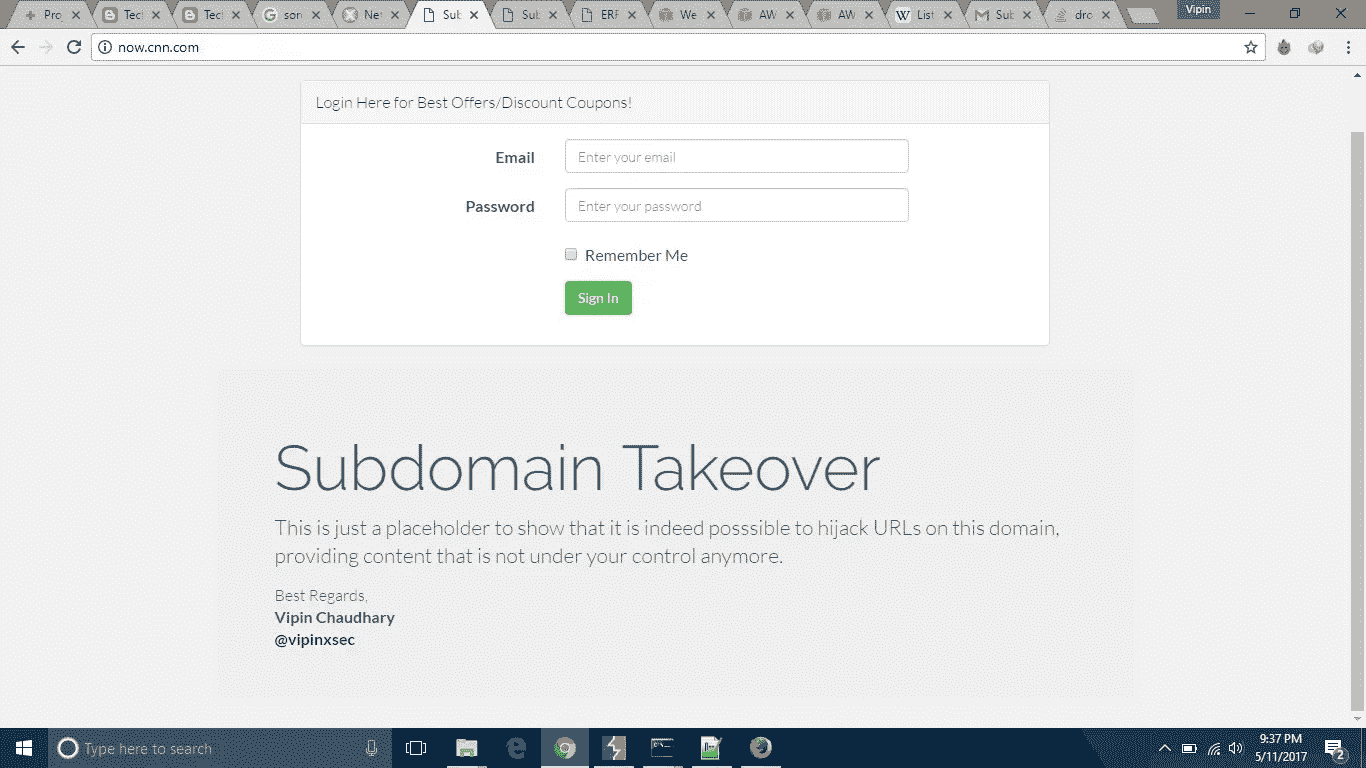 Pro
Tech
Tech
Ne
Sub
Sub
ERP
We
AW
AW
List
Sub
dro
Vipin
now.cnn.com
Login Here for Best Offers/Discount Coupons!
Email Enter your email
Password Enter your password
Remember Me
Sign In
Subdomain Takeover
This is just a placeholder to show that it is indeed posssible to hijack URLs on this domain,
providing content that is not under your control anymore.
Best Regards,
Vipin Chaudhary
@vipinxsec
Type here to search
9:37 PM
5/11/2017
2